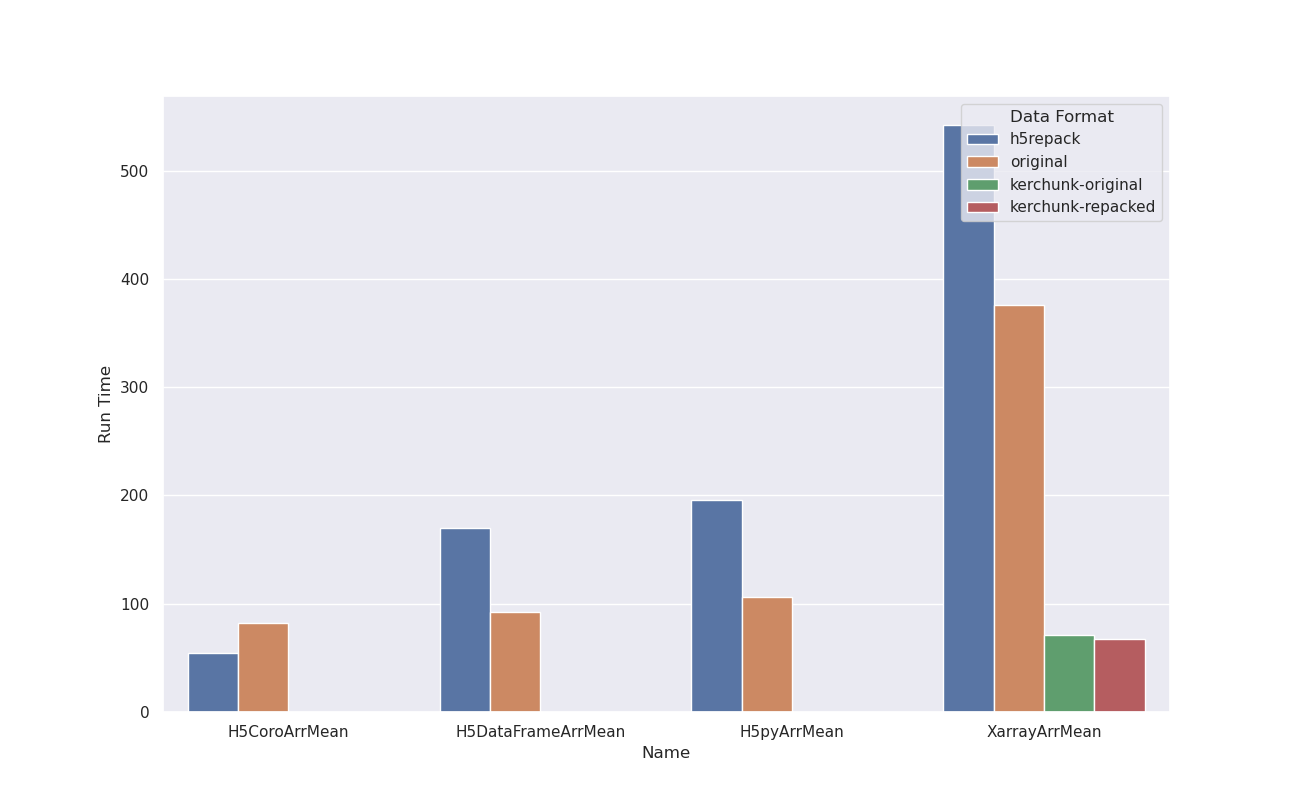 Data Format
h5repack
original
kerchunk-original
kerchunk-repacked
500
400
300
200
100
0
Run Time
H5CoroArrMean
H5DataFrameArrMean
H5pyArrMean
XarrayArrMean
Name